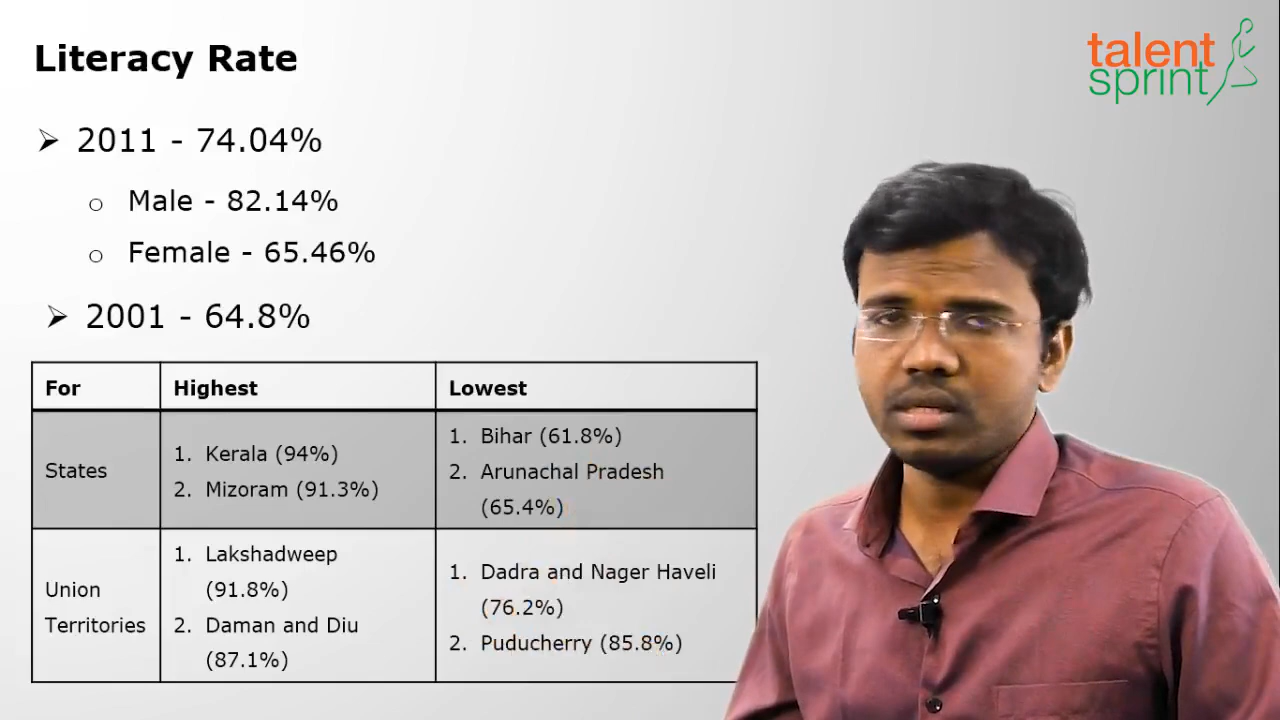 Literacy Rate
talent
sprint
➢ 2011 - 74.04%
o Male - 82.14%
o Female - 65.46%
➢ 2001 - 64.8%
For Highest Lowest
States
1. Kerala (94%)
2. Mizoram (91.3%)
1. Bihar (61.8%)
2. Arunachal Pradesh
(65.4%)
Union
Territories
1. Lakshadweep
(91.8%)
2. Daman and Diu
(87.1%)
1. Dadra and Nager Haveli
(76.2%)
2. Puducherry (85.8%)